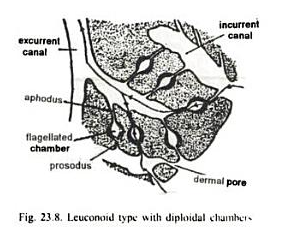 incurrent
canal
excurrent
canal
aphodus
flagellated
chamber
prosodus
dermal pore
Fig. 23.8. Leuconoid type with diploidal chambers